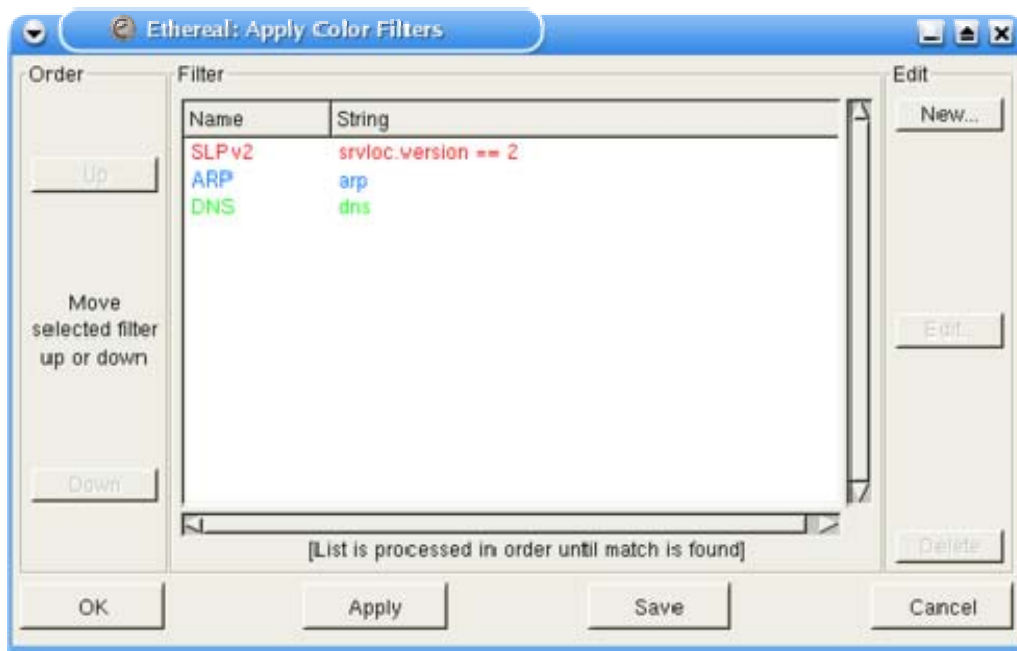 Ethereal: Apply Color Filters
Order
Filter
Edit
Name String
New...
SLPv2 srvloc.version == 2
ARP arp
DNS dns
Up
Move
selected filter
up or down
Edit...
Down
Delete
[List is processed in order until match is found]
OK Apply Save Cancel